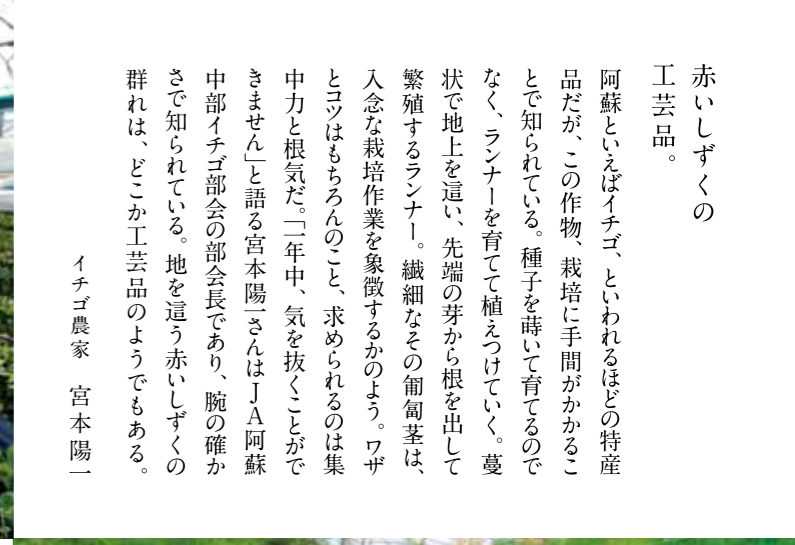 赤いしずくの
工芸品。
阿蘇といえばイチゴ、といわれるほどの特産
品だが、この作物、栽培に手間がかかるこ
とで知られている。種子を蒔いて育てるので
なく、ランナーを育てて植えつけていく。蔓
状で地上を這い、先端の芽から根を出して
繁殖するランナー。繊細なその匍匐茎は、
入念な栽培作業を象徴するかのよう。ワザ
とコツはもちろんのこと、求められるのは集
中力と根気だ。「一年中、気を抜くことがで
きません」と語る宮本陽一さんはJA阿蘇
中部イチゴ部会の部会長であり、腕の確か
さで知られている。地を這う赤いしずくの
群れは、どこか工芸品のようでもある。
イチゴ農家 宮本陽一